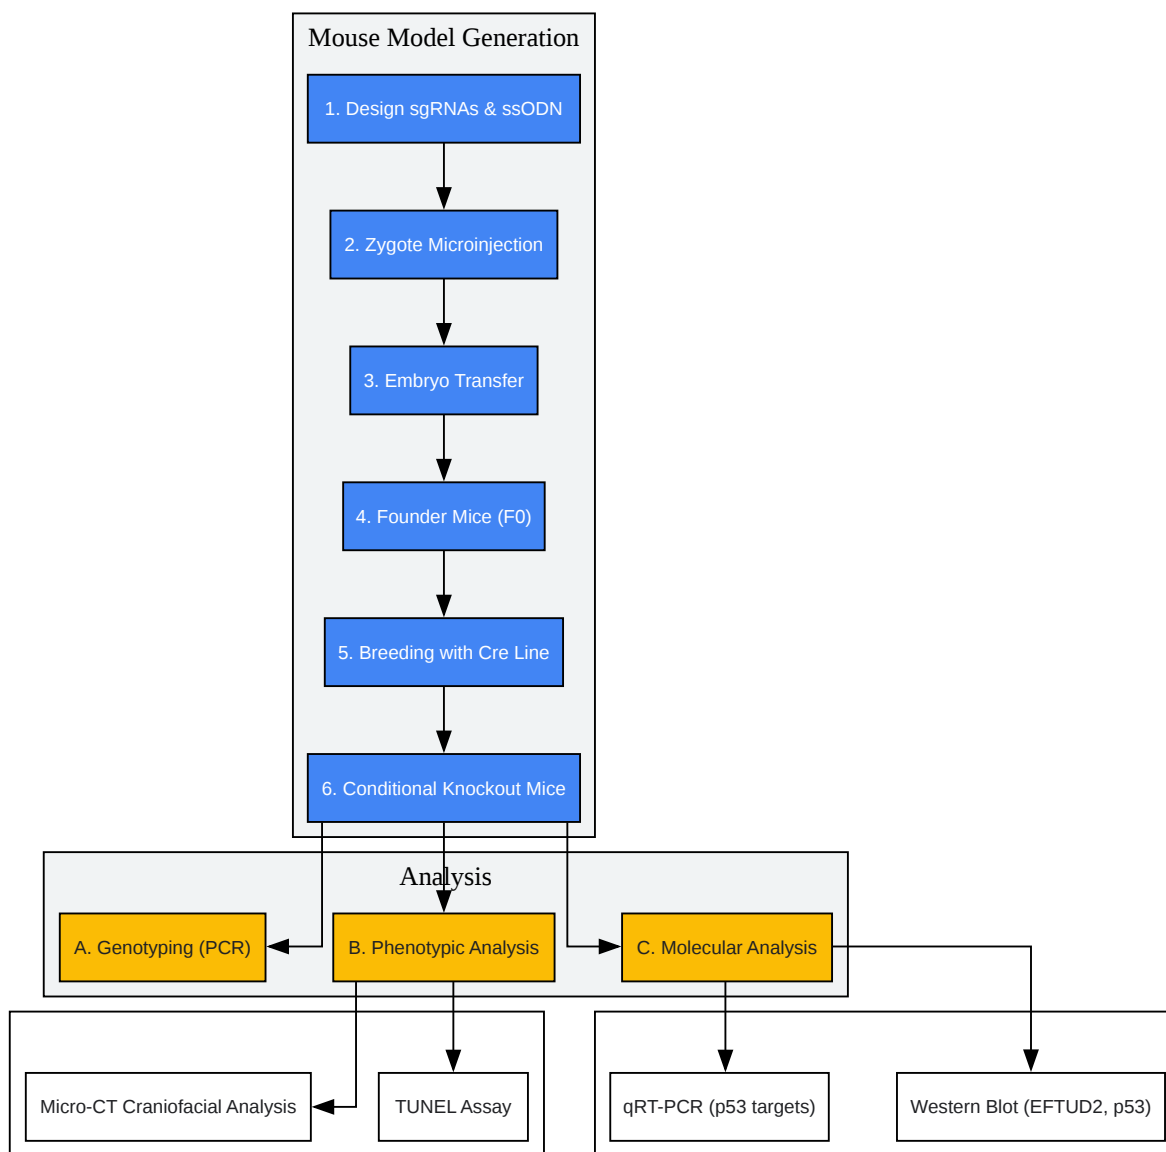 Mouse Model Generation
1. Design sgRNAs & ssODN
2. Zygote Microinjection
3. Embryo Transfer
4. Founder Mice (F0)
5. Breeding with Cre Line
6. Conditional Knockout Mice
Analysis
A. Genotyping (PCR)
B. Phenotypic Analysis
C. Molecular Analysis
Micro-CT Craniofacial Analysis
TUNEL Assay
qRT-PCR (p53 targets)
Western Blot (EFTUD2, p53)